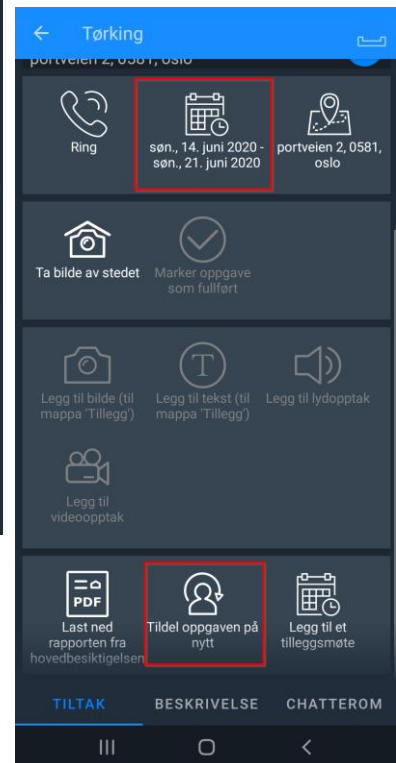 Tørking
portveien 2, 0581, oslo
Ring
søn., 14. juni 2020 -
søn., 21. juni 2020
portveien 2, 0581,
oslo
Ta bilde av stedet
Marker oppgave
som fullført
Legg til bilde (til
mappa 'Tillegg')
Legg til tekst (til
mappa 'Tillegg')
Legg til lydopptak
Legg til
videoopptak
PDF
Last ned
rapporten fra
hovedbesiktigelsen
Tildel oppgaven på
nytt
Legg til et
tilleggsmøte
TILTAK
BESKRIVELSE
CHATTEROM